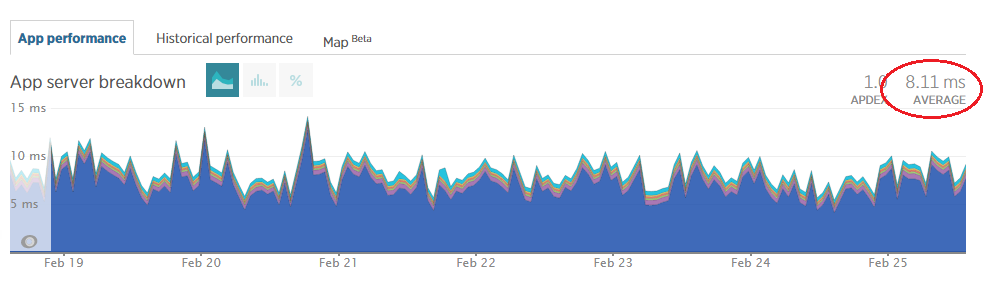 App performance
Historical performance
Map Beta
App server breakdown
%
1.0
APDEX
8.11 ms
AVERAGE
15 ms
10 ms
5 ms
Feb 19
Feb 20
Feb 21
Feb 22
Feb 23
Feb 24
Feb 25